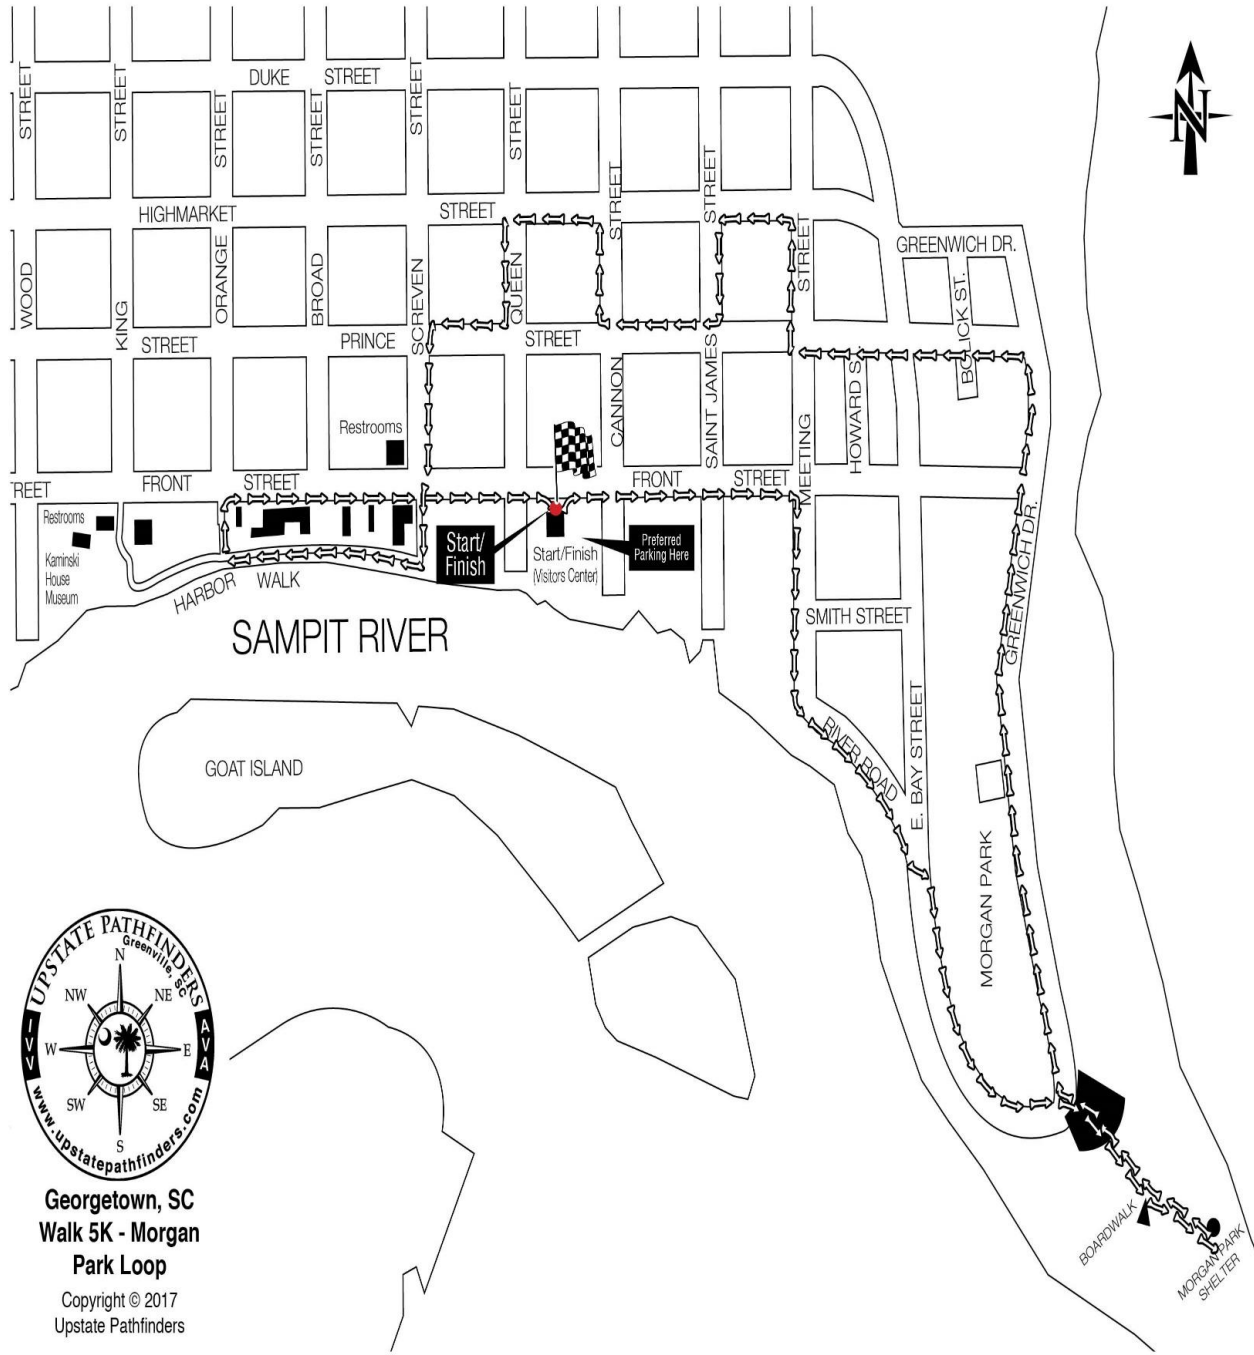 DUKE STREET
STREET
STREET
STREET
STREET
STREET
STREET
HIGHMARKET STREET
STREET
STREET
STREET
N
GREENWICH DR.
WOOD
KING
ORANGE
BROAD
SCREVEN
QUEEN
BOLICK ST.
STREET PRINCE STREET
CANNON
SAINT JAMES
MEETING
HOWARD S
Restrooms
TREET
FRONT STREET
FRONT STREET
GREENWICH DR.
Restrooms
Kaminski
House
Museum
Start/
Finish
Start/Finish
(Visitors Center)
Preferred
Parking Here
HARBOR WALK
SAMPIT RIVER
SMITH STREET
RIVER ROAD
E. BAY STREET
GOAT ISLAND
MORGAN PARK
BOARDWALK
MORGAN PARK
SHELTER
UPSTATE PATHFINDERS
Greenville, SC
N
NW NE
W E
SW SE
S
IVV
AVA
www.upstatepathfinders.com
Georgetown, SC
Walk 5K - Morgan
Park Loop
Copyright © 2017
Upstate Pathfinders